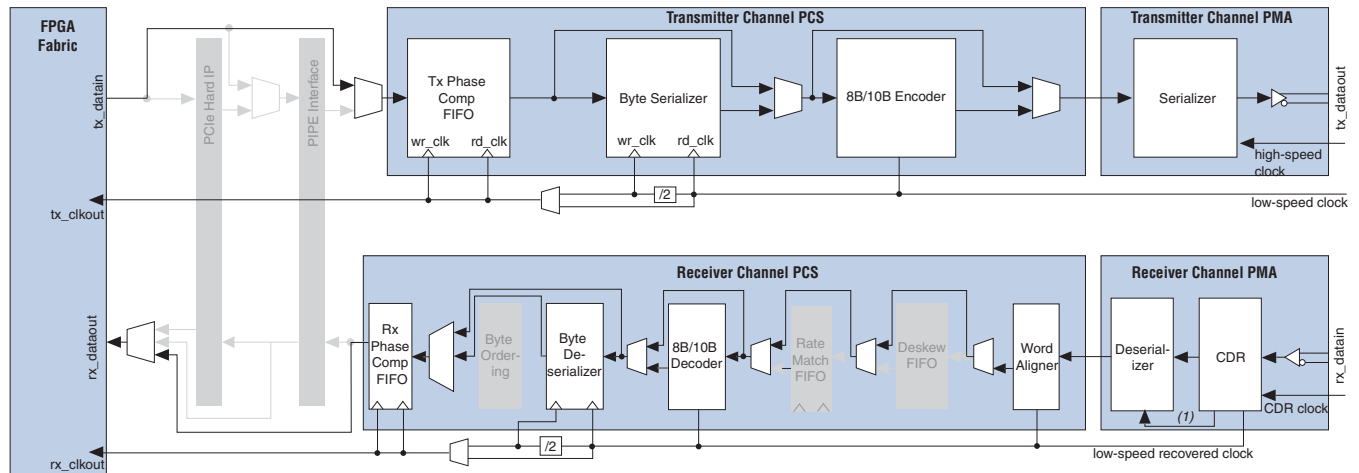 FPGA
Fabric
Transmitter Channel PCS
Transmitter Channel PMA
tx_datain
PCIe Hard IP
PIPE Interface
Tx Phase
Comp
FIFO
wr_clk
rd_clk
Byte Serializer
wr_clk
rd_clk
8B/10B Encoder
Serializer
tx_dataout
high-speed
clock
/2
tx_clkout
low-speed clock
Receiver Channel PCS
Receiver Channel PMA
rx_dataout
Rx
Phase
Comp
FIFO
Byte
Order-
ing
Byte
De-
serializer
8B/10B
Decoder
Rate
Match
FIFO
Deskew
FIFO
Word
Aligner
Deserial-
izer
CDR
rx_datain
CDR clock
(1)
/2
rx_clkout
low-speed recovered clock